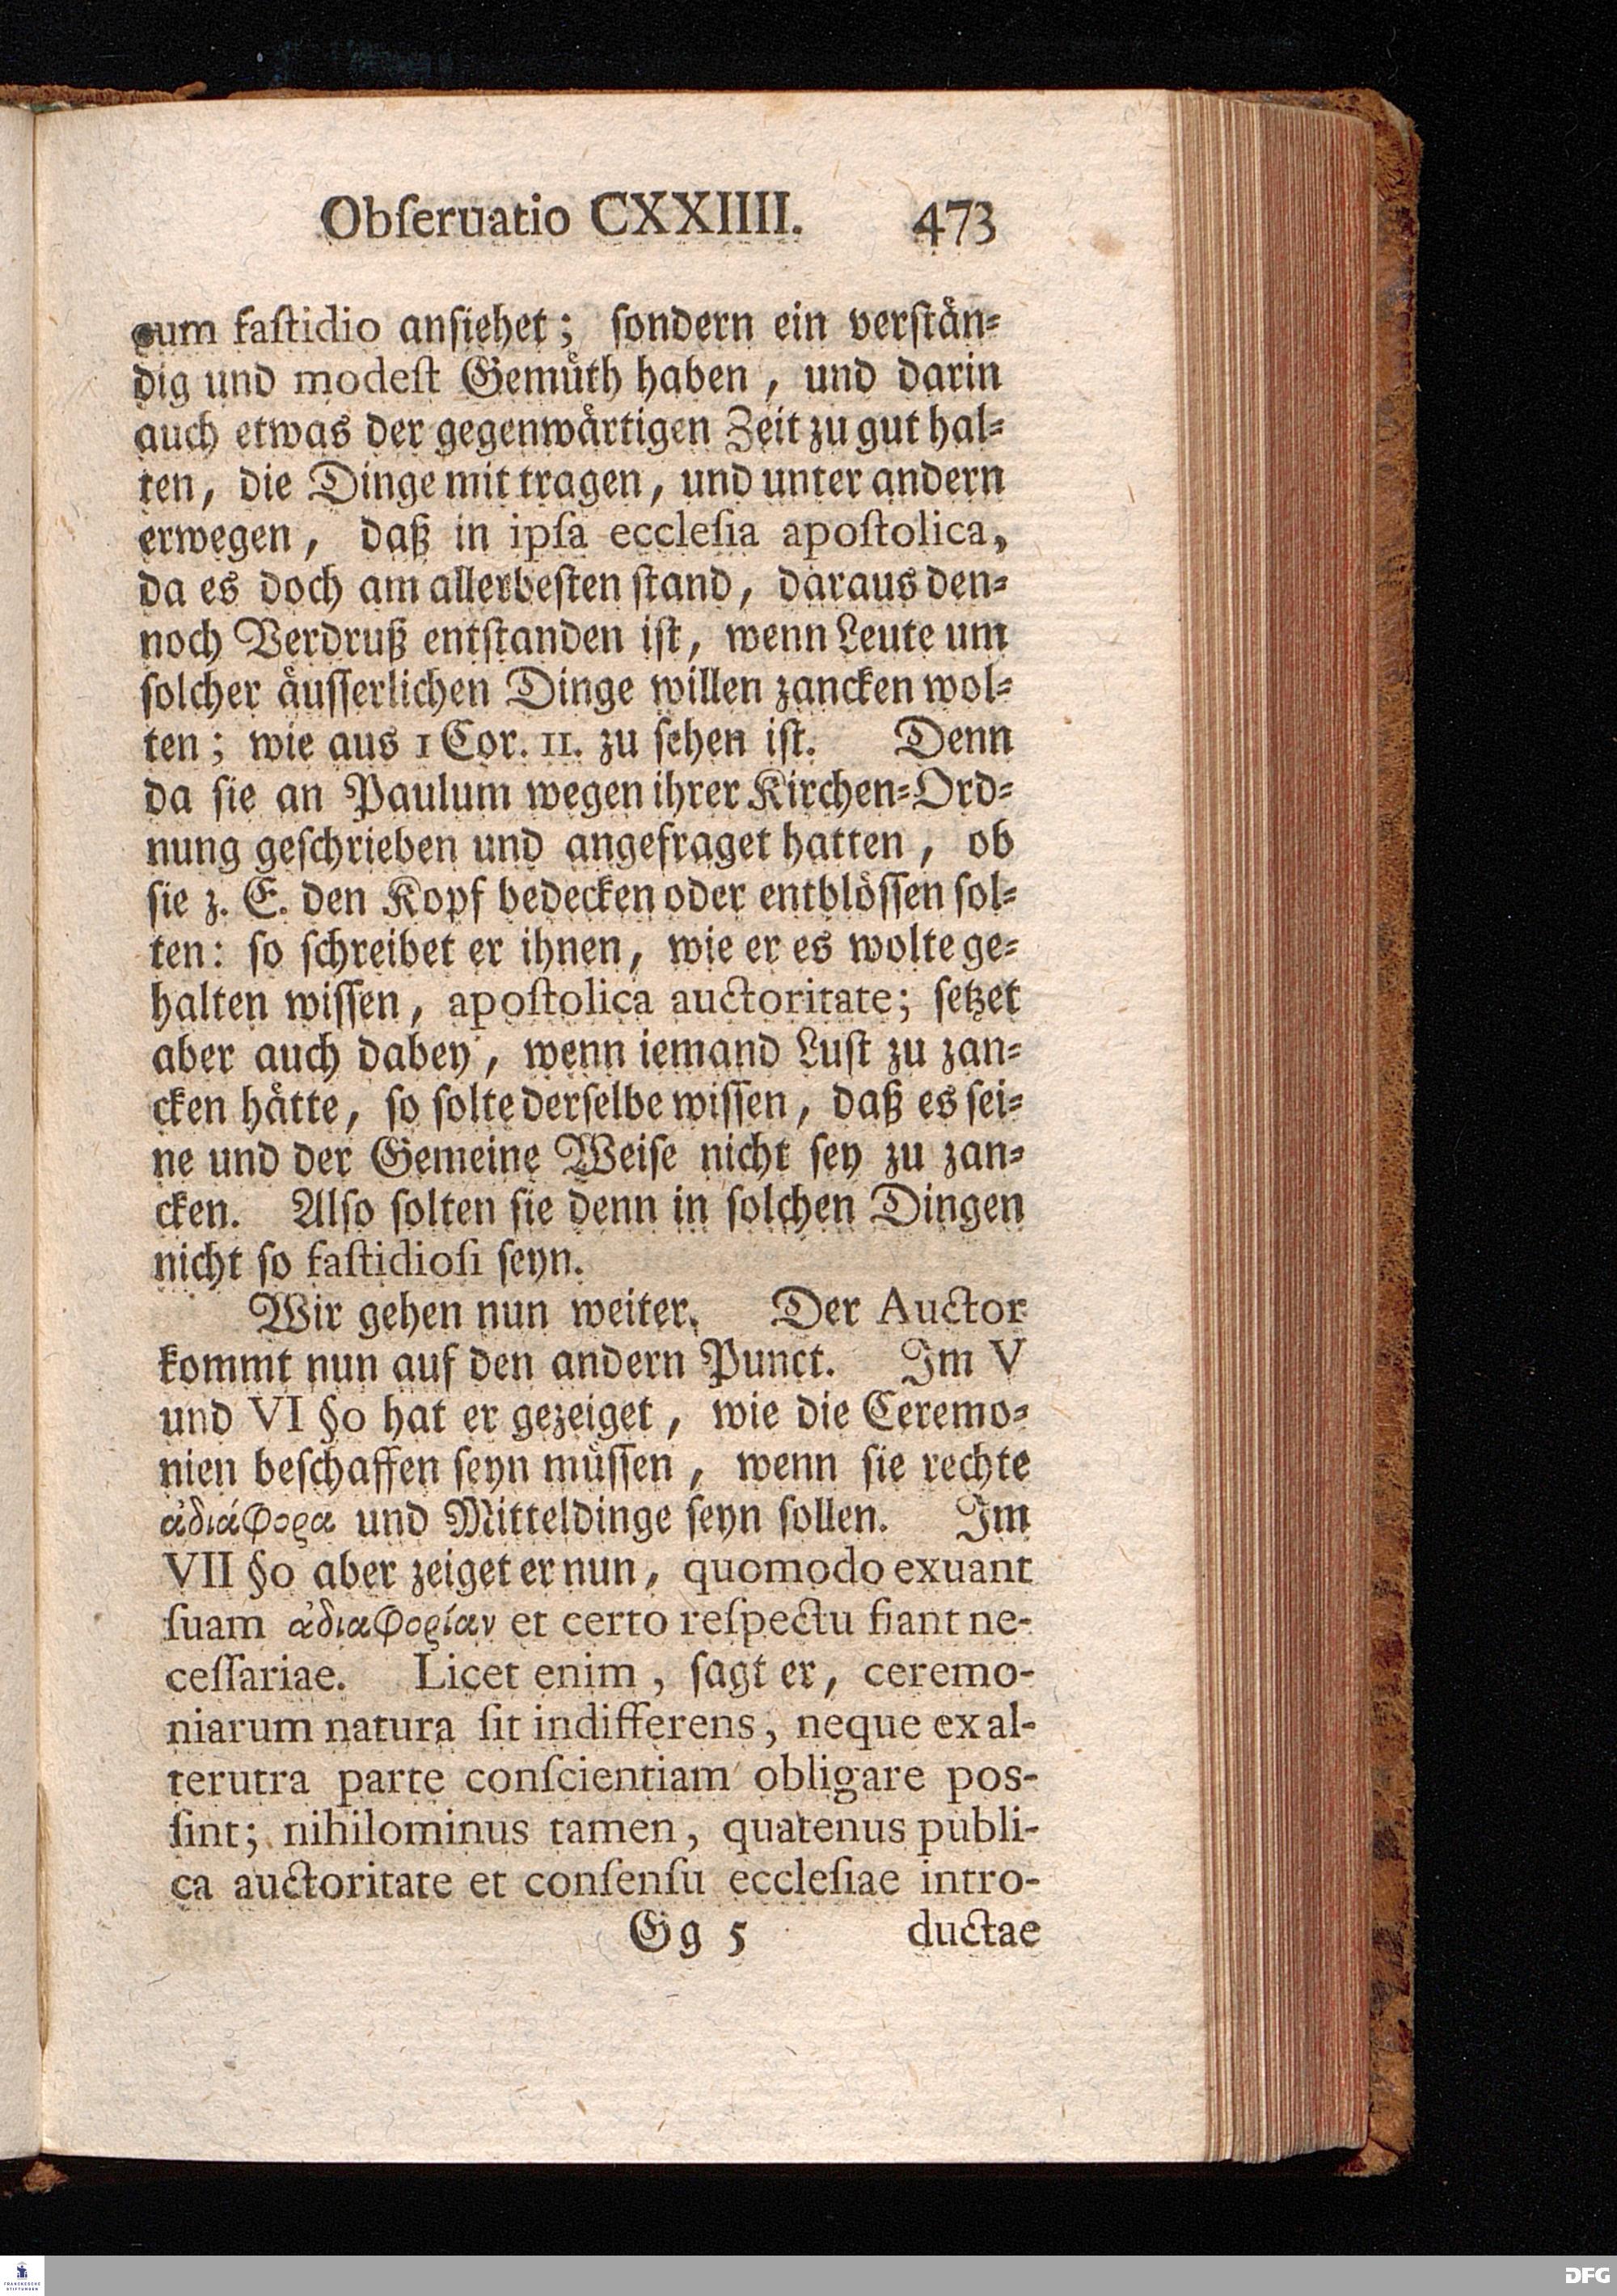 Obſeruatio CXXIIII. 473
cum faſtidio anſiehet; ſondern ein verſtän-
dig und modeſt Gemüth haben, und darin
auch etwas der gegenwärtigen Zeit zu gut hal-
ten, die Dinge mit tragen, und unter andern
erwegen, daß in ipſa eccleſia apoſtolica,
da es doch am allerbeſten ſtand, daraus den-
noch Verdruß entſtanden iſt, wenn Leute um
ſolcher äuſſerlichen Dinge willen zancken wol-
ten; wie aus 1 Cor. 11. zu ſehen iſt. Denn
da ſie an Paulum wegen ihrer Kirchen-Ord-
nung geſchrieben und angefraget hatten, ob
ſie z. E. den Kopf bedecken oder entblöſſen ſol-
ten: ſo ſchreibet er ihnen, wie er es wolte ge-
halten wiſſen, apoſtolica auctoritate; ſetzet
aber auch dabey, wenn iemand Luſt zu zan-
cken hätte, ſo ſolte derſelbe wiſſen, daß es ſei-
ne und der Gemeine Weiſe nicht ſey zu zan-
cken. Alſo ſolten ſie denn in ſolchen Dingen
nicht ſo faſtidioſi ſeyn.
Wir gehen nun weiter. Der Auctor
kommt nun auf den andern Punct. Im V
und VI §o hat er gezeiget, wie die Ceremo-
nien beſchaffen ſeyn müſſen, wenn ſie rechte
ἀδιάφορα und Mitteldinge ſeyn ſollen. Im
VII §o aber zeiget er nun, quomodo exuant
ſuam ἀδιαφορίαν et certo reſpectu fiant ne-
ceſſariae. Licet enim, ſagt er, ceremo-
niarum natura ſit indifferens, neque ex al-
terutra parte conſcientiam obligare poſ-
ſint; nihilominus tamen, quatenus publi-
ca auctoritate et conſenſu eccleſiae intro-
Gg 5 ductae
FRANCKESCHE
STIFTUNGEN
DFG